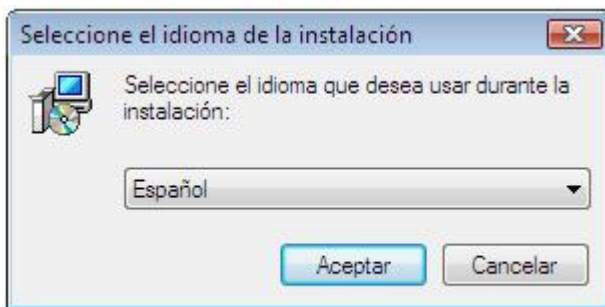 Seleccione el idioma de la instalación
Seleccione el idioma que desea usar durante la
instalación:
Español
Aceptar
Cancelar